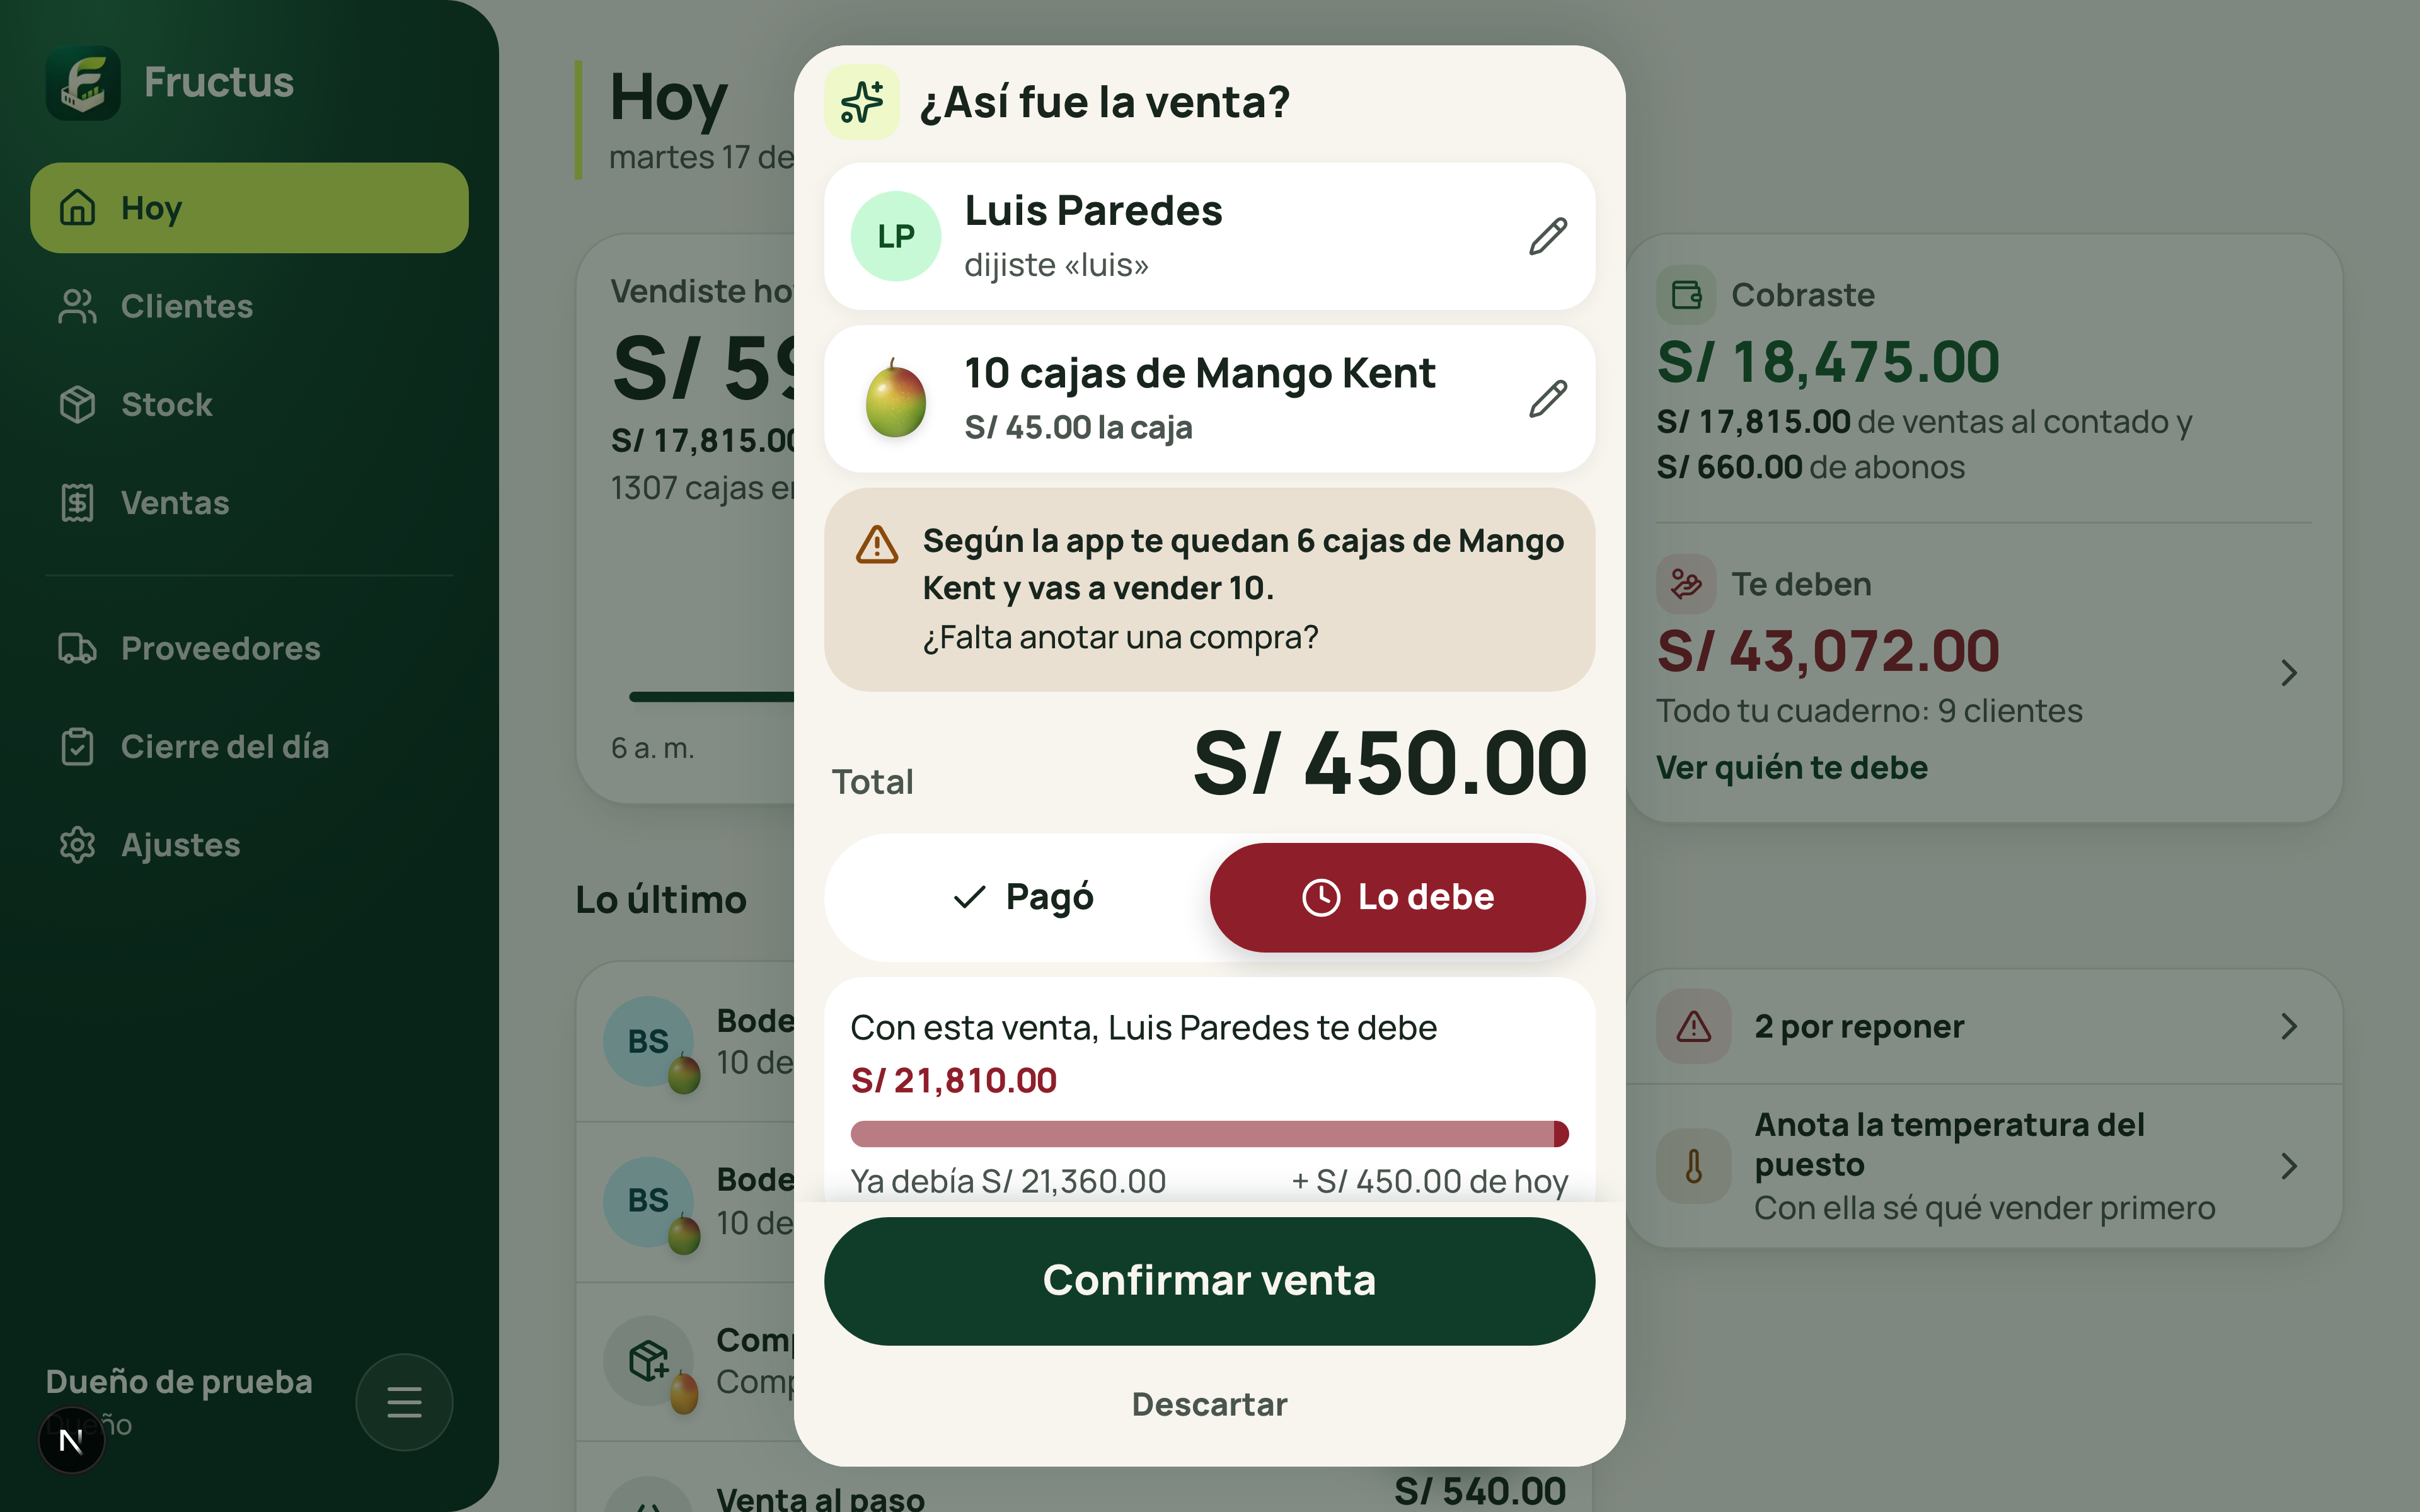 Fructus
Hoy
Clientes
Stock
Ventas
Proveedores
Cierre del día
Ajustes
Dueño de prueba
N
Hoy
martes 17 de
Vendiste
S/ 5
S/ 17,815.00
1307 cajas
6 a. m.
Lo último
BS
10 de
BS
10 de
Venta al paso
S/ 540.00
¿Así fue la venta?
LP
Luis Paredes
dijiste «luis»
10 cajas de Mango Kent
S/ 45.00 la caja
Según la app te quedan 6 cajas de Mango
Kent y vas a vender 10.
¿Falta anotar una compra?
Total
S/ 450.00
Pagó
Lo debe
Con esta venta, Luis Paredes te debe
S/ 21,810.00
Ya debía S/ 21,360.00
+ S/ 450.00 de hoy
Confirmar venta
Descartar
Cobraste
S/ 18,475.00
S/ 17,815.00 de ventas al contado y
S/ 660.00 de abonos
Te deben
S/ 43,072.00
Todo tu cuaderno: 9 clientes
Ver quién te debe
2 por reponer
Anota la temperatura del
puesto
Con ella sé qué vender primero